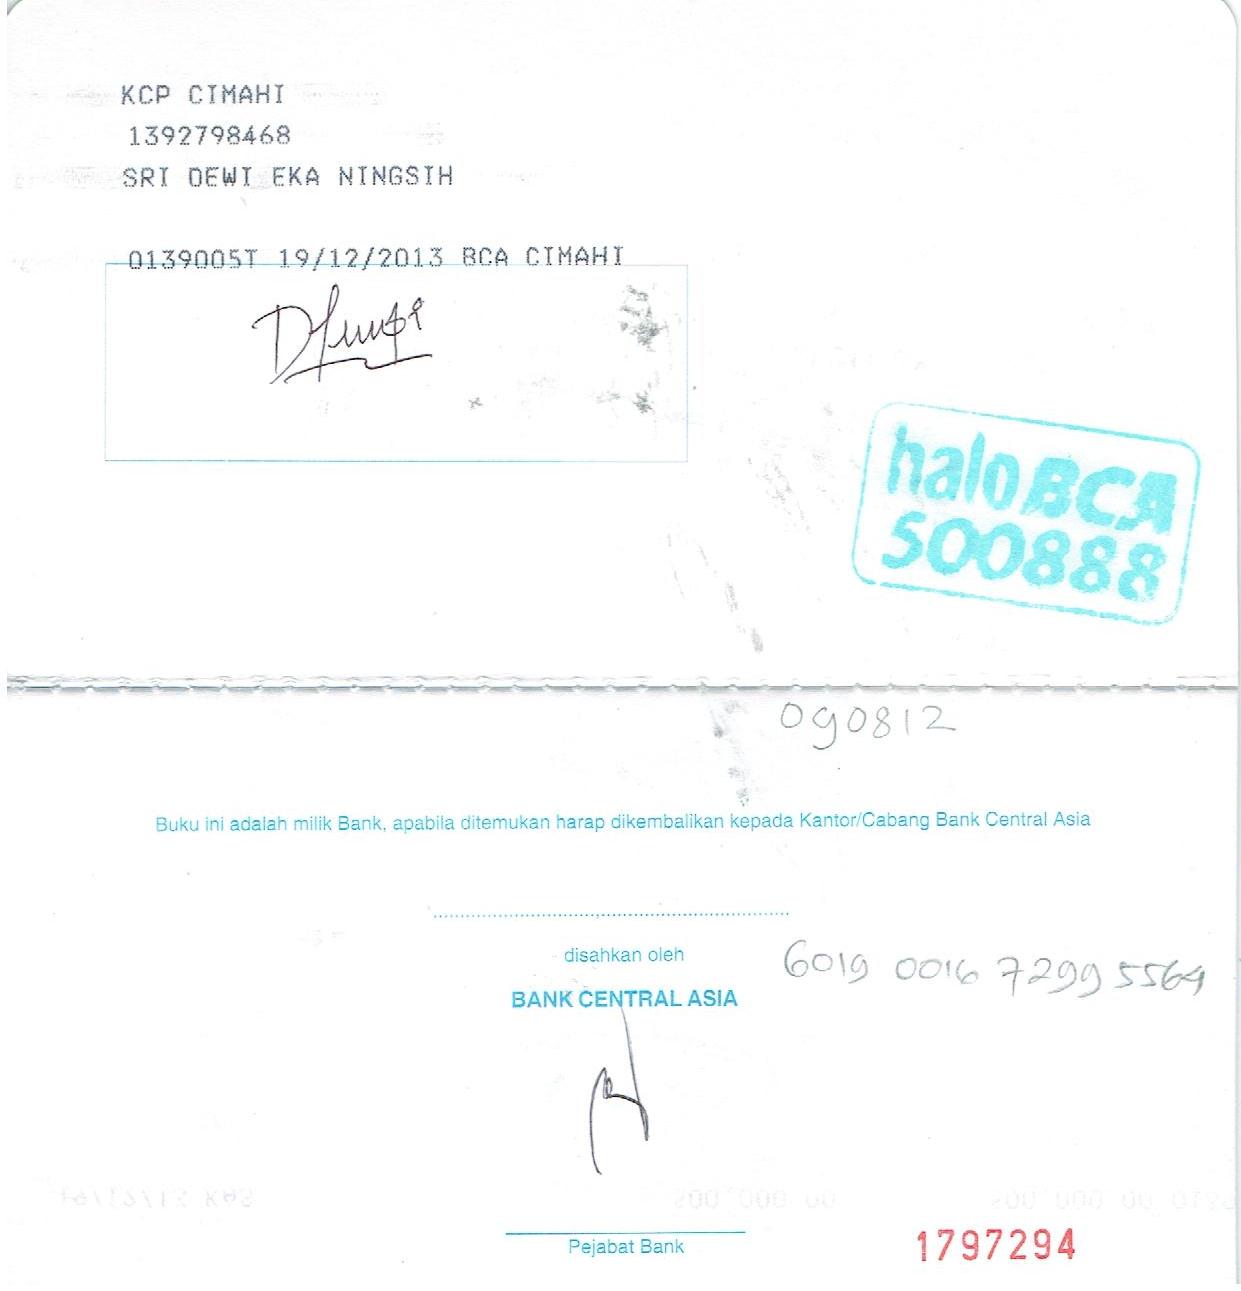 KCP CIMAHI
1392798468
SRI DEWI EKA NINGSIH
0139005T 19/12/2013 BCA CIMAHI
halo BCA
500888
090812
Buku ini adalah milik Bank, apabila ditemukan harap dikembalikan kepada Kantor/Cabang Bank Central Asia
disahkan oleh
6019 0016 7299 5564
BANK CENTRAL ASIA
Pejabat Bank
1797294